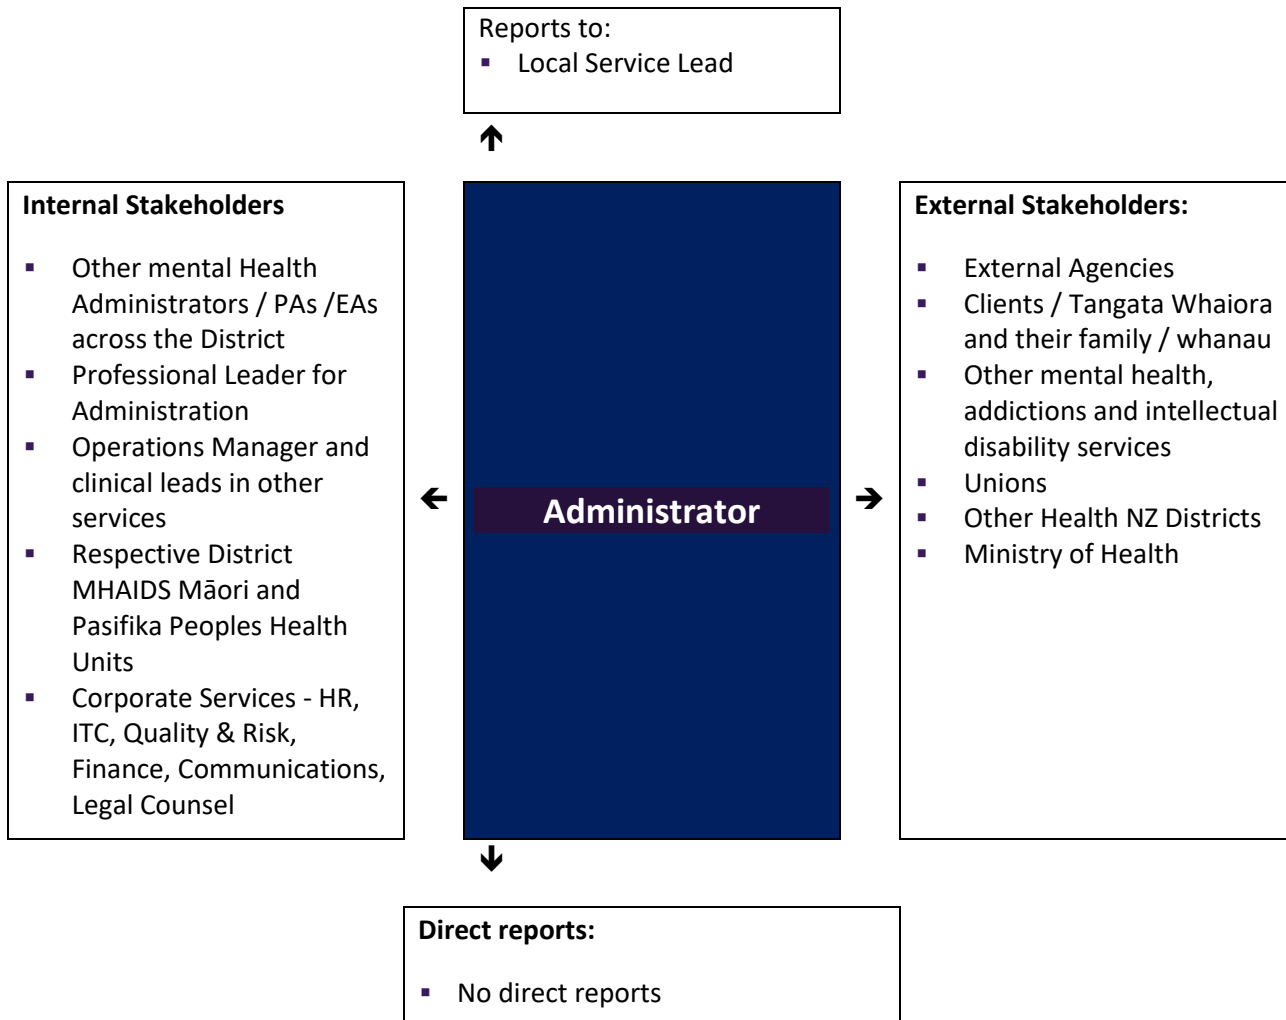 Reports to:
▪ Local Service Lead
Internal Stakeholders
▪ Other mental Health
Administrators / PAs /EAs
across the District
▪ Professional Leader for
Administration
▪ Operations Manager and
clinical leads in other
services
▪ Respective District
MHAIDS Māori and
Pasifika Peoples Health
Units
▪ Corporate Services - HR,
ITC, Quality & Risk,
Finance, Communications,
Legal Counsel
Administrator
External Stakeholders:
▪ External Agencies
▪ Clients / Tangata Whaiora
and their family / whanau
▪ Other mental health,
addictions and intellectual
disability services
▪ Unions
▪ Other Health NZ Districts
▪ Ministry of Health
Direct reports:
▪ No direct reports